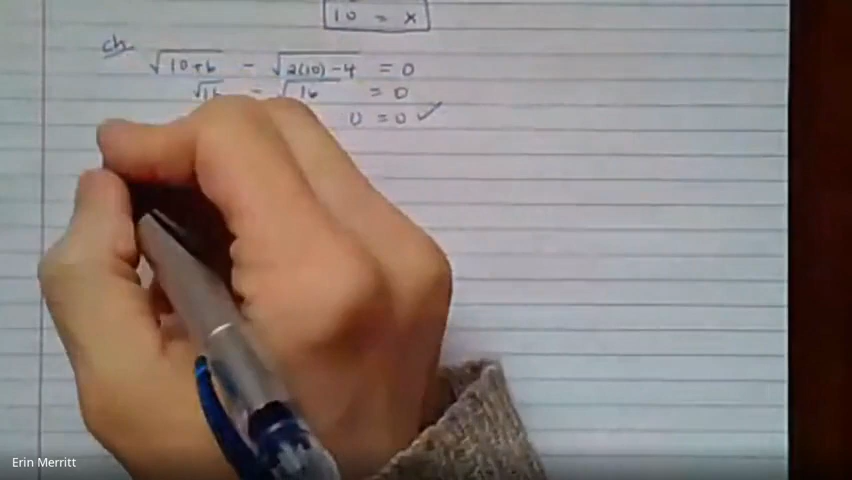 10 = x
ch
√10+6 - √2(10)-4 = 0
√16 - √16 = 0
0 = 0 ✓
Erin Merritt